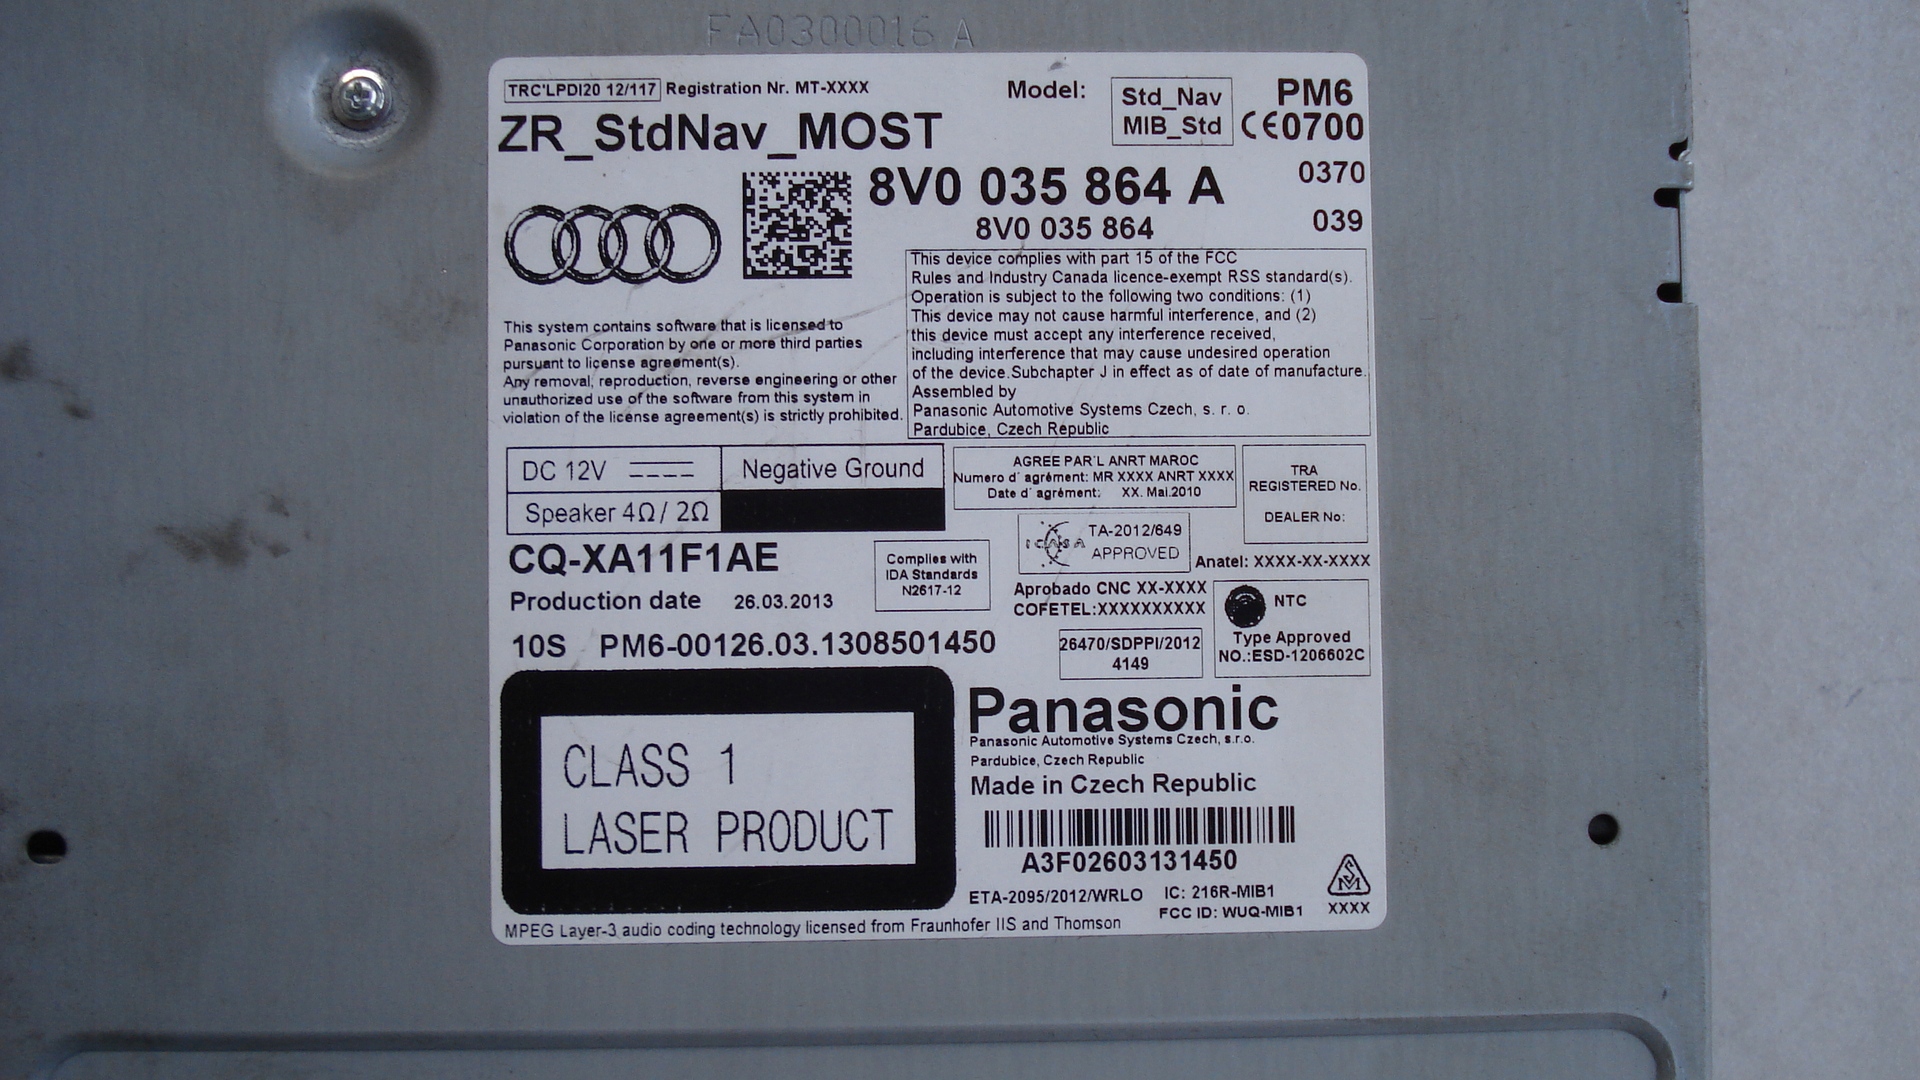 FA0300016 A
TRC'LPDI20 12/117 Registration Nr. MT-XXXX
Model: Std_Nav MIB_Std
PM6
CE0700
ZR_StdNav_MOST
8V0 035 864 A
0370
8V0 035 864
039
This device complies with part 15 of the FCC
Rules and Industry Canada licence-exempt RSS standard(s).
Operation is subject to the following two conditions: (1)
This device may not cause harmful interference, and (2)
this device must accept any interference received,
including interference that may cause undesired operation
of the device.Subchapter J in effect as of date of manufacture.
Assembled by
Panasonic Automotive Systems Czech, s. r. o.
Pardubice, Czech Republic
This system contains software that is licensed to
Panasonic Corporation by one or more third parties
pursuant to license agreement(s).
Any removal, reproduction, reverse engineering or other
unauthorized use of the software from this system in
violation of the license agreement(s) is strictly prohibited.
DC 12V
Negative Ground
Speaker 4Ω / 2Ω
AGREE PAR'L ANRT MAROC
Numero d' agrément: MR XXXX ANRT XXXX
Date d' agrément: XX. Mai.2010
TRA
REGISTERED No.
DEALER No:
ICASA
TA-2012/649
APPROVED
Anatel: XXXX-XX-XXXX
CQ-XA11F1AE
Complies with
IDA Standards
N2617-12
Production date 26.03.2013
Aprobado CNC XX-XXXX
COFETEL:XXXXXXXXXX
NTC
Type Approved
NO.:ESD-1206602C
10S PM6-00126.03.1308501450
26470/SDPPI/2012
4149
CLASS 1
LASER PRODUCT
Panasonic
Panasonic Automotive Systems Czech, s.r.o.
Pardubice, Czech Republic
Made in Czech Republic
A3F02603131450
ETA-2095/2012/WRLO
IC: 216R-MIB1
FCC ID: WUQ-MIB1
XXXX
MPEG Layer-3 audio coding technology licensed from Fraunhofer IIS and Thomson